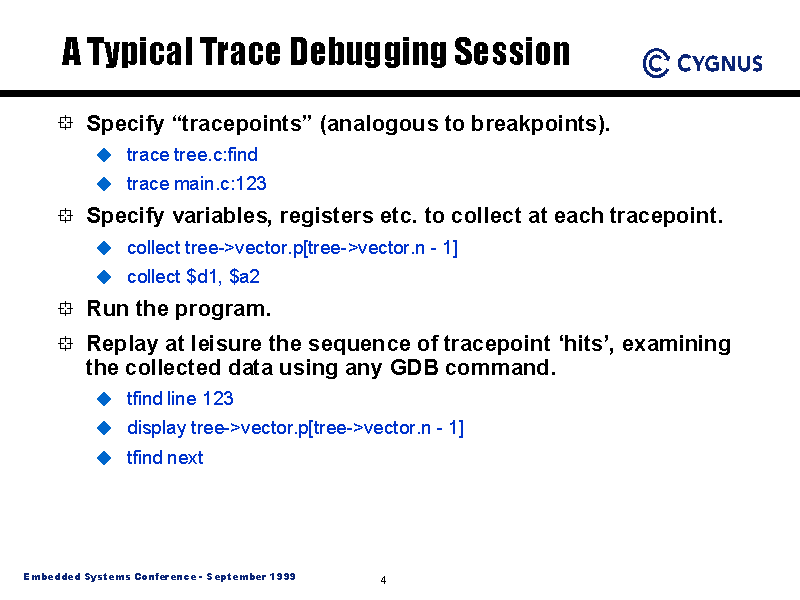 A Typical Trace Debugging Session
CYGNUS
Specify “tracepoints” (analogous to breakpoints).
trace tree.c:find
trace main.c:123
Specify variables, registers etc. to collect at each tracepoint.
collect tree->vector.p[tree->vector.n - 1]
collect $d1, $a2
Run the program.
Replay at leisure the sequence of tracepoint ‘hits’, examining
the collected data using any GDB command.
tfind line 123
display tree->vector.p[tree->vector.n - 1]
tfind next
Embedded Systems Conference - September 1999
4